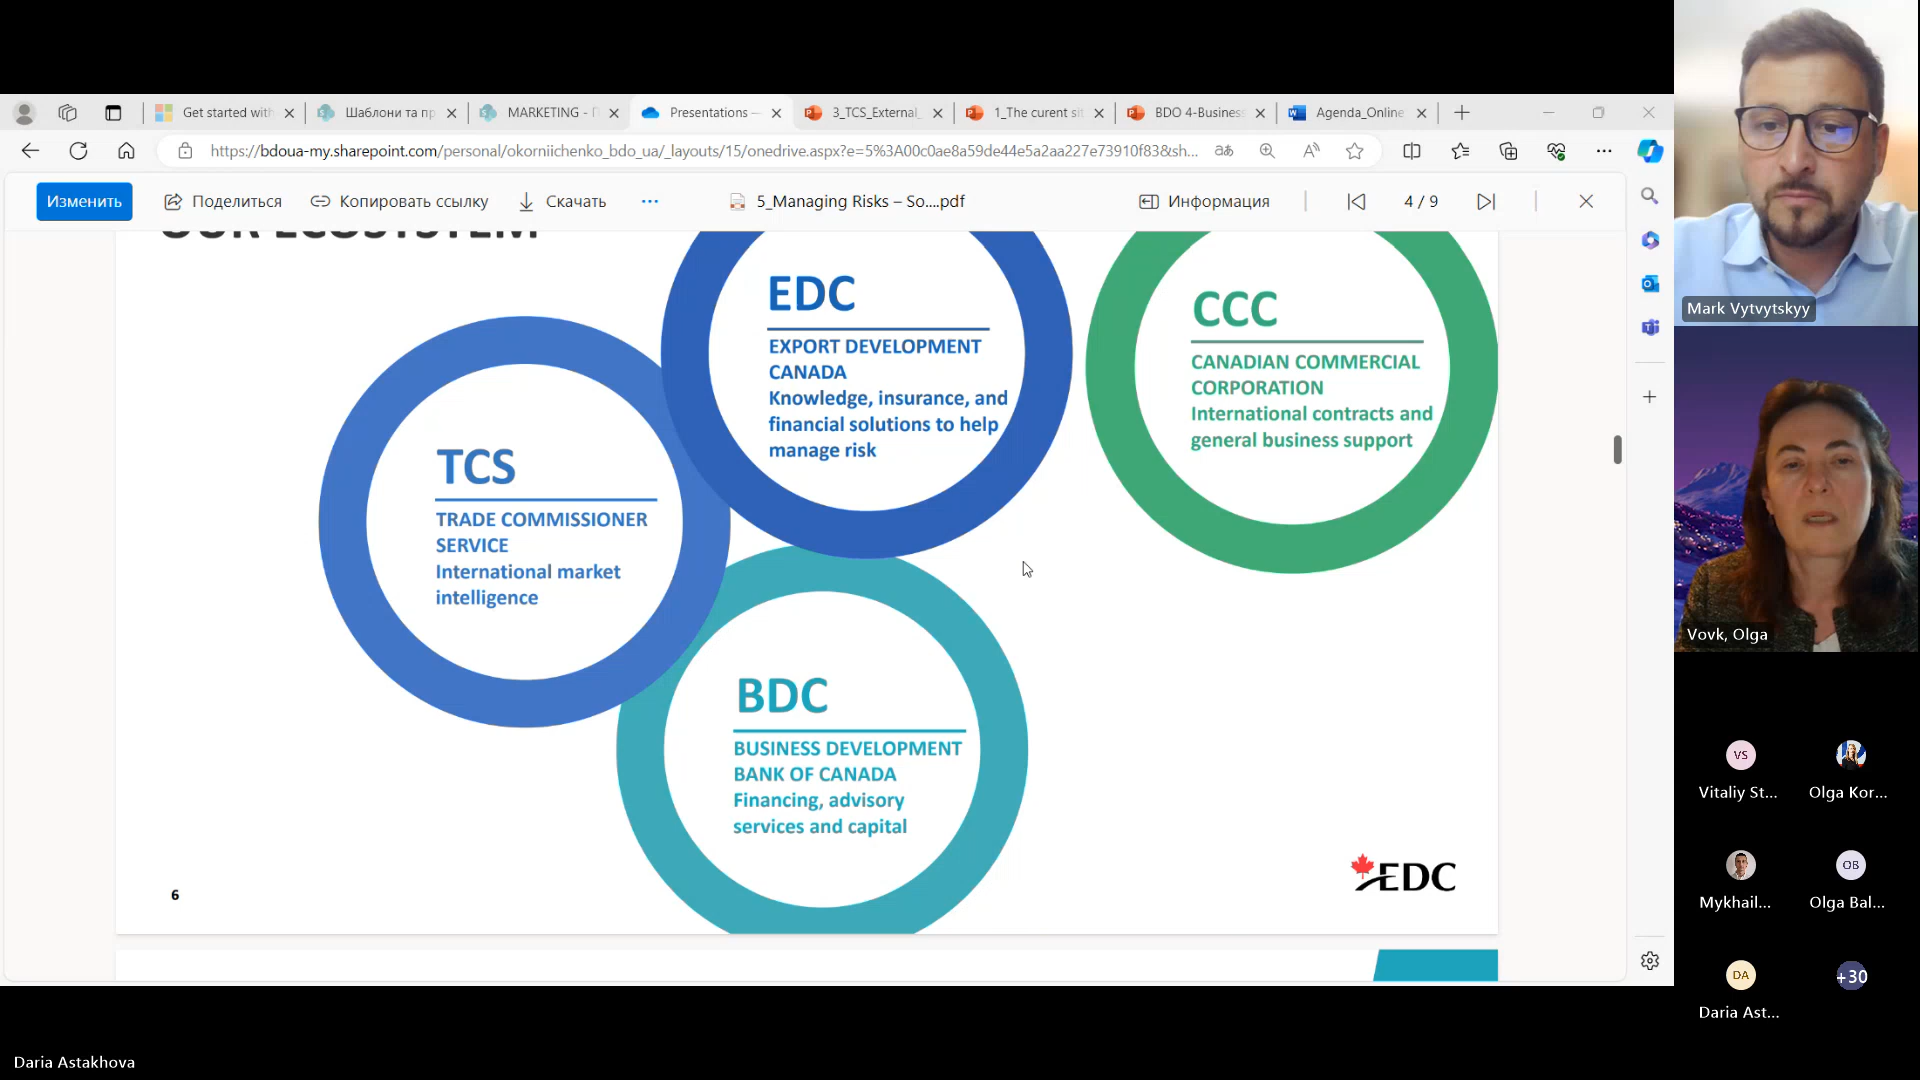 Get started with
Шаблони та пр
MARKETING - П
Presentations —
3_TCS_External_
1_The curent sit
BDO 4-Business
Agenda_Online
https://bdoua-my.sharepoint.com/personal/okorniichenko_bdo_ua/_layouts/15/onedrive.aspx?e=5%3A00c0ae8a59de44e5a2aa227e73910f83&sh...
Изменить
Поделиться
Копировать ссылку
Скачать
5_Managing Risks – So....pdf
Информация
4 / 9
OUR ECOSYSTEM
EDC
EXPORT DEVELOPMENT
CANADA
Knowledge, insurance, and
financial solutions to help
manage risk
CCC
CANADIAN COMMERCIAL
CORPORATION
International contracts and
general business support
TCS
TRADE COMMISSIONER
SERVICE
International market
intelligence
BDC
BUSINESS DEVELOPMENT
BANK OF CANADA
Financing, advisory
services and capital
EDC
6
Mark Vytvytskyy
Vovk, Olga
VS
Vitaliy St...
Olga Kor...
Mykhail...
OB
Olga Bal...
DA
Daria Ast...
+30
Daria Astakhova